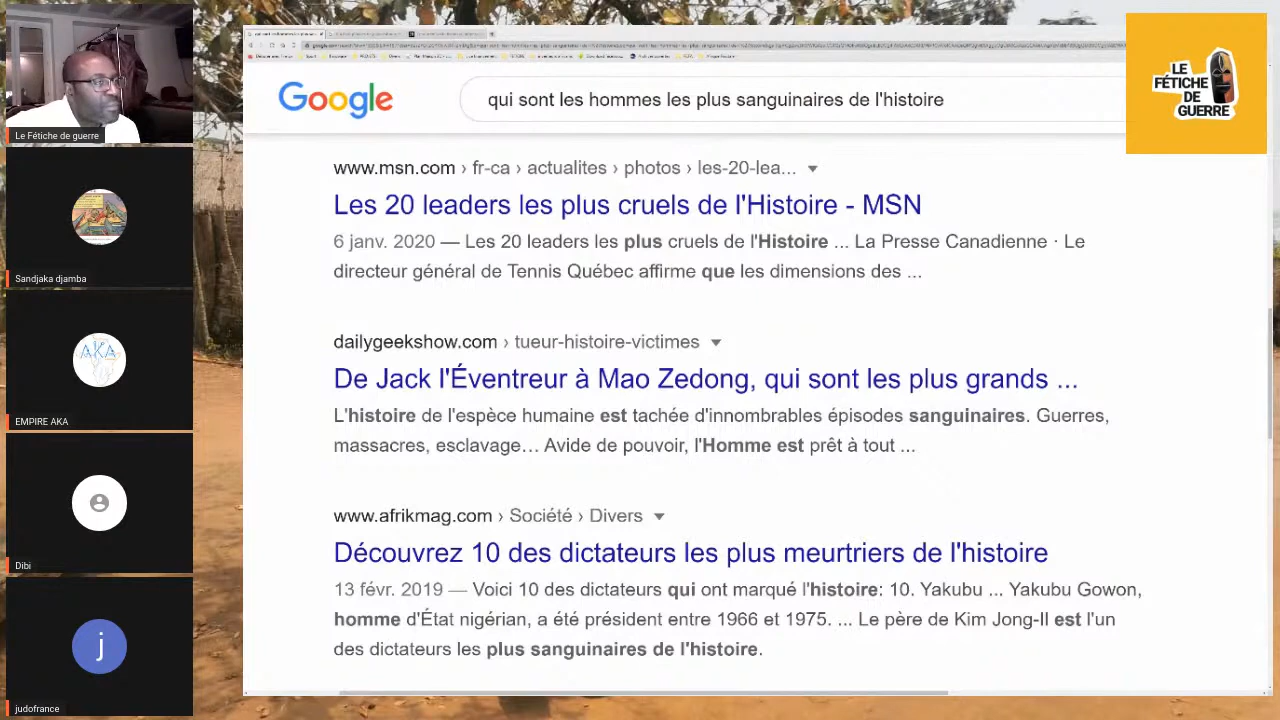 Le Fétiche de guerre
Sandjaka djamba
AKA
EMPIRE AKA
Dibi
j
judofrance
Google
qui sont les hommes les plus sanguinaires de l'histoire
www.msn.com › fr-ca › actualites › photos › les-20-lea...
Les 20 leaders les plus cruels de l'Histoire - MSN
6 janv. 2020 — Les 20 leaders les plus cruels de l'Histoire ... La Presse Canadienne · Le
directeur général de Tennis Québec affirme que les dimensions des ...
dailygeekshow.com › tueur-histoire-victimes
De Jack l'Éventreur à Mao Zedong, qui sont les plus grands ...
L'histoire de l'espèce humaine est tachée d'innombrables épisodes sanguinaires. Guerres,
massacres, esclavage… Avide de pouvoir, l'Homme est prêt à tout ...
www.afrikmag.com › Société › Divers
Découvrez 10 des dictateurs les plus meurtriers de l'histoire
13 févr. 2019 — Voici 10 des dictateurs qui ont marqué l'histoire: 10. Yakubu ... Yakubu Gowon,
homme d'État nigérian, a été président entre 1966 et 1975. ... Le père de Kim Jong-Il est l'un
des dictateurs les plus sanguinaires de l'histoire.
LE
FÉTICHE
DE
GUERRE